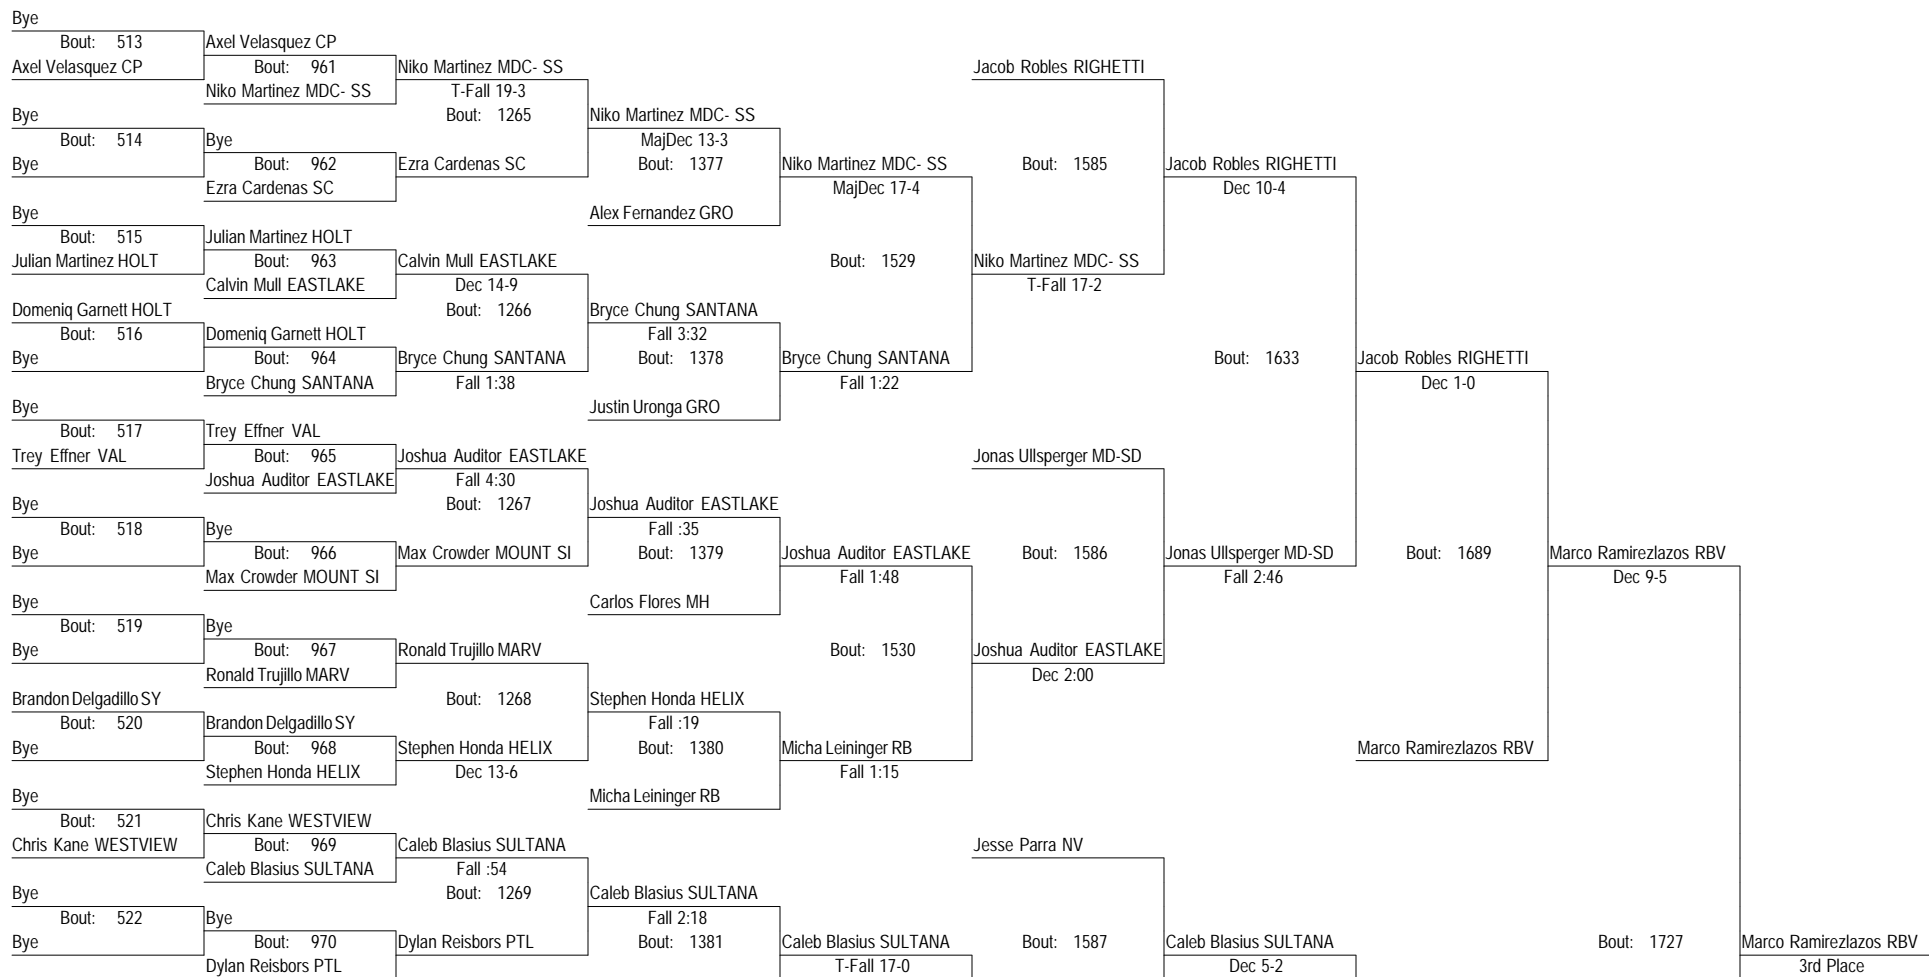 Bye
Bout: 513 Axel Velasquez CP
Axel Velasquez CP Bout: 961 Niko Martinez MDC- SS Jacob Robles RIGHETTI
Niko Martinez MDC- SS T-Fall 19-3
Bye Bout: 1265 Niko Martinez MDC- SS
Bout: 514 Bye MajDec 13-3
Bye Bout: 962 Ezra Cardenas SC Bout: 1377 Niko Martinez MDC- SS Bout: 1585 Jacob Robles RIGHETTI
Ezra Cardenas SC MajDec 17-4 Dec 10-4
Bye Alex Fernandez GRO
Bout: 515 Julian Martinez HOLT
Julian Martinez HOLT Bout: 963 Calvin Mull EASTLAKE Bout: 1529 Niko Martinez MDC- SS
Calvin Mull EASTLAKE Dec 14-9 T-Fall 17-2
Domeniq Garnett HOLT Bout: 1266 Bryce Chung SANTANA
Bout: 516 Domeniq Garnett HOLT Fall 3:32
Bye Bout: 964 Bryce Chung SANTANA Bout: 1378 Bryce Chung SANTANA Bout: 1633 Jacob Robles RIGHETTI
Bryce Chung SANTANA Fall 1:38 Fall 1:22 Dec 1-0
Bye Justin Uronga GRO
Bout: 517 Trey Effner VAL
Trey Effner VAL Bout: 965 Joshua Auditor EASTLAKE Jonas Ullsperger MD-SD
Joshua Auditor EASTLAKE Fall 4:30
Bye Bout: 1267 Joshua Auditor EASTLAKE
Bout: 518 Bye Fall :35
Bye Bout: 966 Max Crowder MOUNT SI Bout: 1379 Joshua Auditor EASTLAKE Bout: 1586 Jonas Ullsperger MD-SD Bout: 1689 Marco Ramirezlazos RBV
Max Crowder MOUNT SI Fall 1:48 Fall 2:46 Dec 9-5
Bye Carlos Flores MH
Bout: 519 Bye
Bye Bout: 967 Ronald Trujillo MARV Bout: 1530 Joshua Auditor EASTLAKE
Ronald Trujillo MARV Dec 2:00
Brandon Delgadillo SY Bout: 1268 Stephen Honda HELIX
Bout: 520 Brandon Delgadillo SY Fall :19
Bye Bout: 968 Stephen Honda HELIX Bout: 1380 Micha Leininger RB Marco Ramirezlazos RBV
Stephen Honda HELIX Dec 13-6 Fall 1:15
Bye Micha Leininger RB
Bout: 521 Chris Kane WESTVIEW
Chris Kane WESTVIEW Bout: 969 Caleb Blasius SULTANA Jesse Parra NV
Caleb Blasius SULTANA Fall :54
Bye Bout: 1269 Caleb Blasius SULTANA
Bout: 522 Bye Fall 2:18
Bye Bout: 970 Dylan Reisbors PTL Bout: 1381 Caleb Blasius SULTANA Bout: 1587 Caleb Blasius SULTANA Bout: 1727 Marco Ramirezlazos RBV
Dylan Reisbors PTL T-Fall 17-0 Dec 5-2 3rd Place